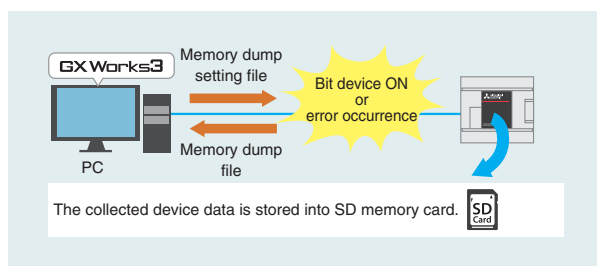 GX Works3
Memory dump
setting file
Bit device ON
or
error occurrence
Memory dump
file
PC
The collected device data is stored into SD memory card.
SD
Card